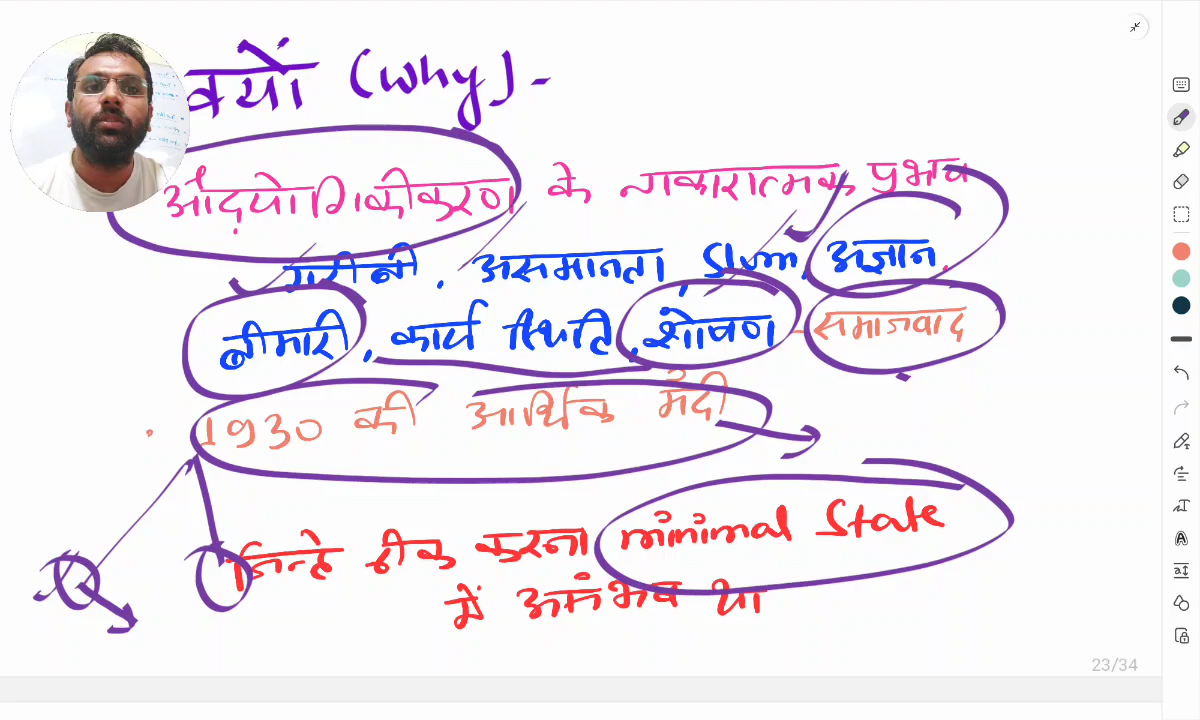 क्यों (Why) -
औद्योगिकीकरण के नाकारात्मक प्रभाव
गरीबी, असमानता, Slum, अज्ञान,
बीमारी, कार्य स्थिति, शोषण - समाजवाद
1930 की आर्थिक मंदी
जिन्हे ठीक करना minimal State
में असंभव था
23/34